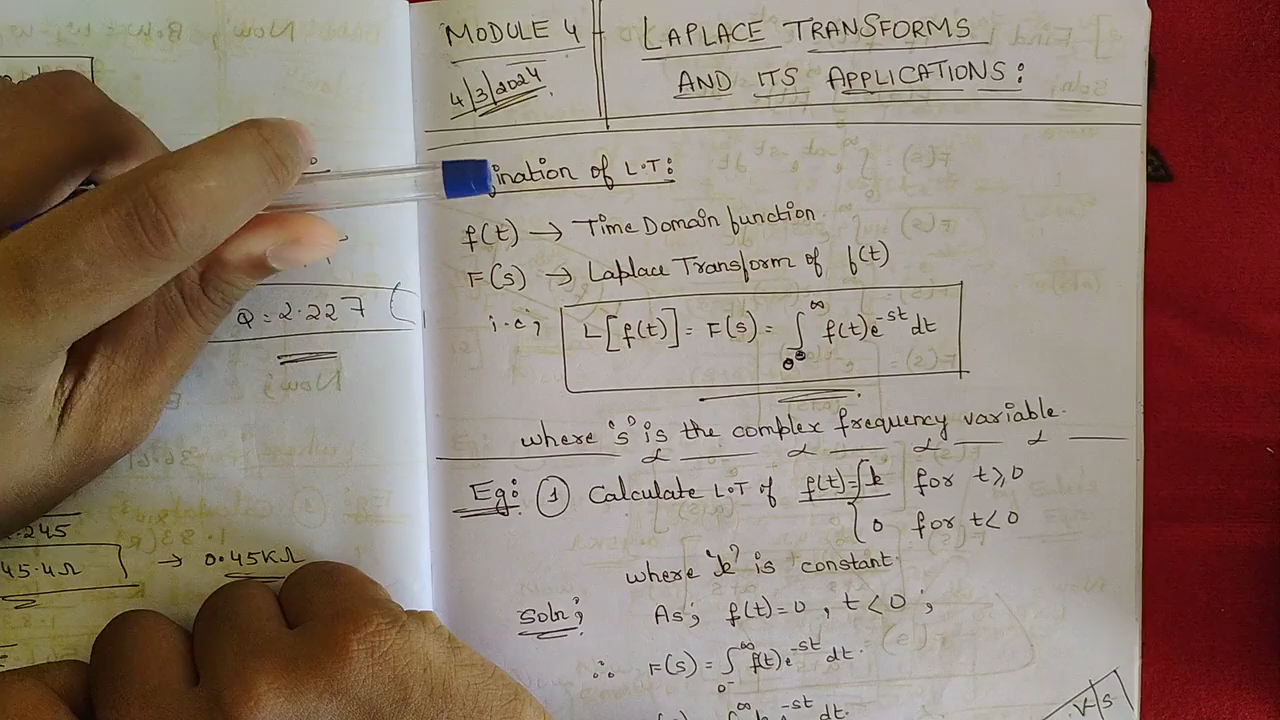 MODULE 4
4/3/2024
LAPLACE TRANSFORMS
AND ITS APPLICATIONS:
of L.T:
f(t) → Time Domain function.
F(s) → Laplace Transform of f(t)
i.e; L[f(t)] = F(s) = ∫₀^∞ f(t)e^-st dt
where 's' is the complex frequency variable.
Eg: ① Calculate L.T of f(t) = { k for t ≥ 0
0 for t < 0
where 'k' is constant.
Soln; As; f(t) = 0, t < 0;
∴ F(s) = ∫₀-^∞ f(t)e^-st dt.
∞ -st dt.
k/s
Q = 2.227
.245
45.4Ω → 0.45KΩ